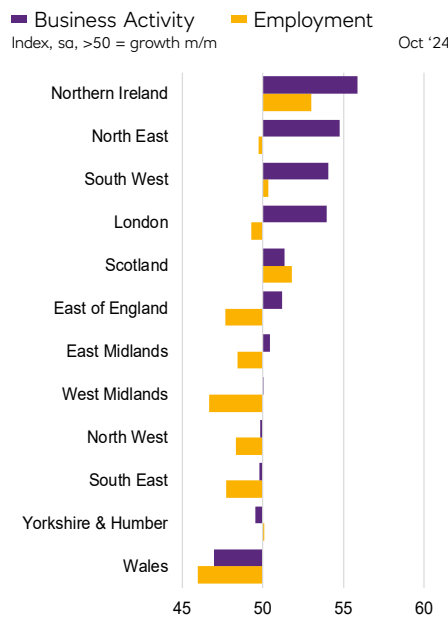 Business Activity Employment
Index, sa, >50 = growth m/m Oct ‘24
Northern Ireland
North East
South West
London
Scotland
East of England
East Midlands
West Midlands
North West
South East
Yorkshire & Humber
Wales
45 50 55 60